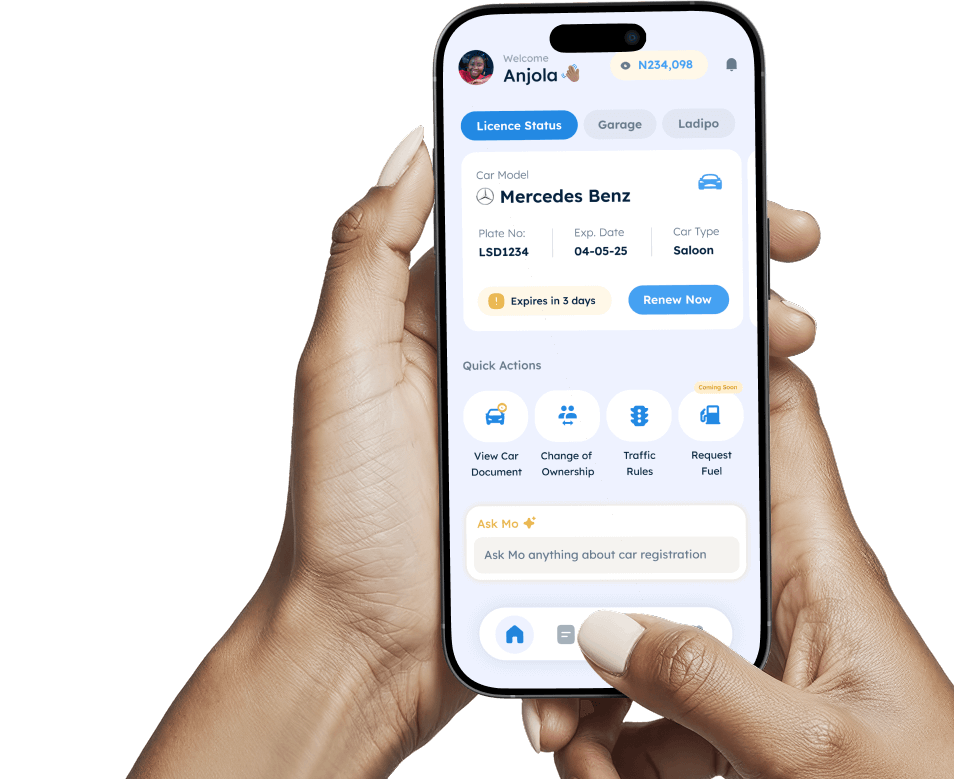 Welcome
Anjola
N234,098
Licence Status
Garage
Ladipo
Car Model
Mercedes Benz
Plate No:
LSD1234
Exp. Date
04-05-25
Car Type
Saloon
! Expires in 3 days
Renew Now
Quick Actions
Coming Soon
View Car
Document
Change of
Ownership
Traffic
Rules
Request
Fuel
Ask Mo
Ask Mo anything about car registration